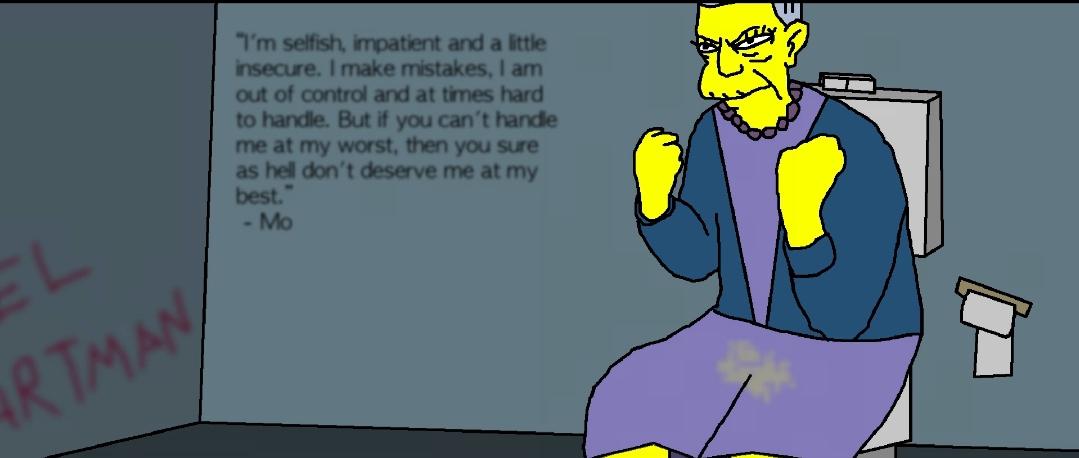 "I'm selfish, impatient and a little
insecure. I make mistakes, I am
out of control and at times hard
to handle. But if you can't handle
me at my worst, then you sure
as hell don't deserve me at my
best."
- Mo
EL
ARTMAN